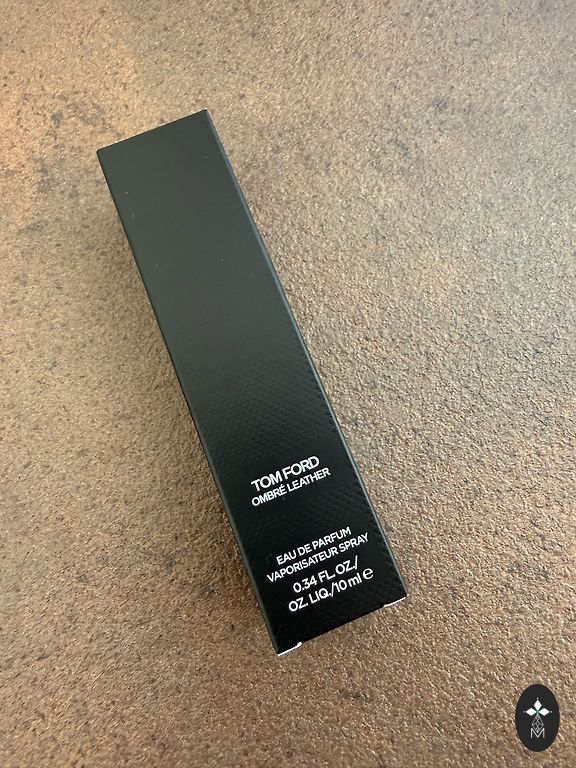 TOM FORD
OMBRÉ LEATHER
EAU DE PARFUM
VAPORISATEUR SPRAY
0.34 FL. OZ./
OZ. LIQ./10 ml ℮
M